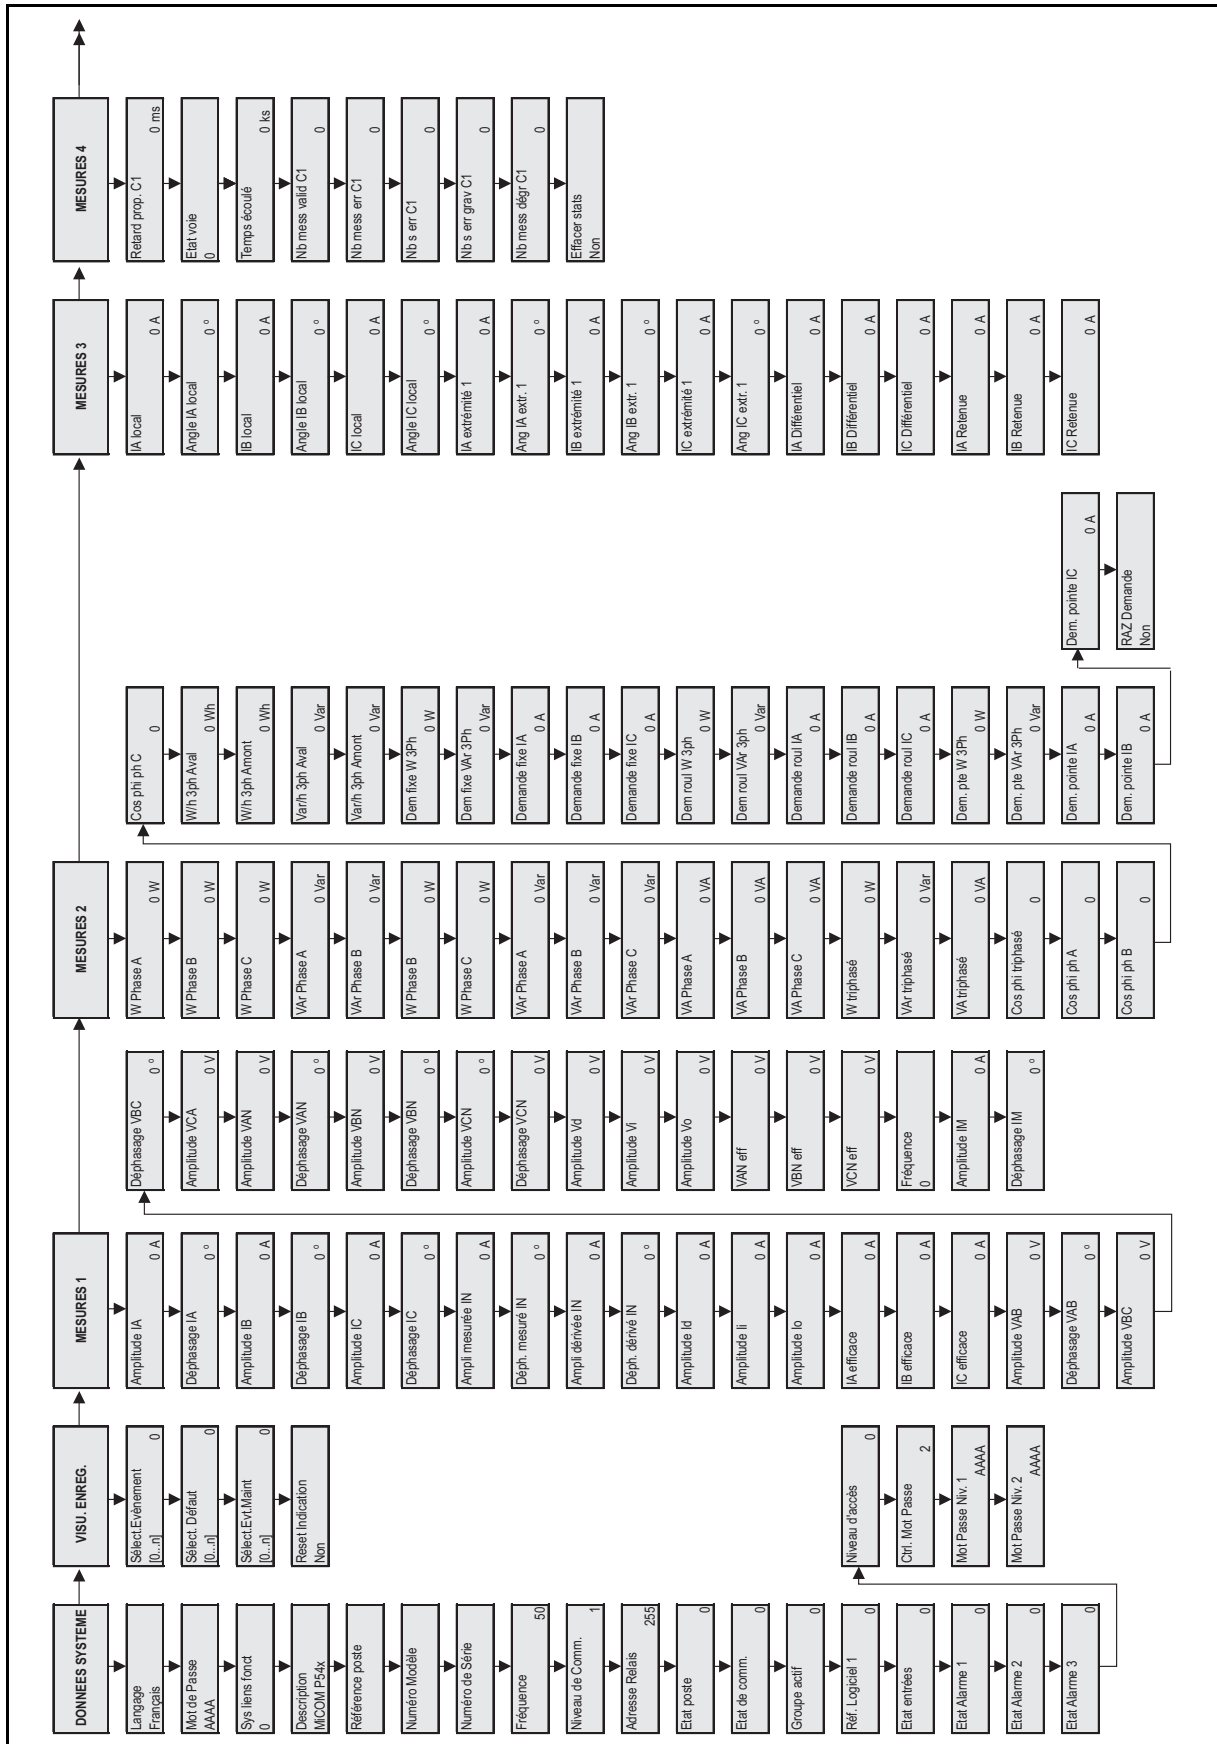 DONNEES SYSTEME
Langage
Français
Mot de Passe
AAAA
Sys liens fonct
0
Description
MiCOM P54x
Référence poste
Numéro Modèle
Numéro de Série
Fréquence
50
Niveau de Comm.
1
Adresse Relais
255
Etat poste
0
Etat de comm.
0
Groupe actif
0
Réf. Logiciel 1
0
Etat entrées
0
Etat Alarme 1
0
Etat Alarme 2
0
Etat Alarme 3
0
Niveau d'accès
0
Ctrl. Mot Passe
2
Mot Passe Niv. 1
AAAA
Mot Passe Niv. 2
AAAA
VISU. ENREG.
Sélect.Evènement
[0...n] 0
Sélect. Défaut
[0...n] 0
Sélect.Evt.Maint
[0...n] 0
Reset Indication
Non
MESURES 1
Amplitude IA
0 A
Déphasage IA
0 º
Amplitude IB
0 A
Déphasage IB
0 º
Amplitude IC
0 A
Déphasage IC
0 º
Ampli mesurée IN
0 A
Déph. mesuré IN
0 º
Ampli dérivée IN
0 A
Déph. dérivé IN
0 º
Amplitude Id
0 A
Amplitude Ii
0 A
Amplitude Io
0 A
IA efficace
0 A
IB efficace
0 A
IC efficace
0 A
Amplitude VAB
0 V
Déphasage VAB
0 º
Amplitude VBC
0 V
Déphasage VBC
0 º
Amplitude VCA
0 V
Amplitude VAN
0 V
Déphasage VAN
0 º
Amplitude VBN
0 V
Déphasage VBN
0 º
Amplitude VCN
0 º
Déphasage VCN
0 V
Amplitude Vd
0 V
Amplitude Vi
0 V
Amplitude Vo
0 V
VAN eff
0 V
VBN eff
0 V
VCN eff
0 V
Fréquence
0
Amplitude IM
0 A
Déphasage IM
0 º
MESURES 2
W Phase A
0 W
W Phase B
0 W
W Phase C
0 W
VAr Phase A
0 Var
VAr Phase B
0 Var
W Phase B
0 W
W Phase C
0 W
VAr Phase A
0 Var
VAr Phase B
0 Var
VAr Phase C
0 Var
VA Phase A
0 VA
VA Phase B
0 VA
VA Phase C
0 VA
W triphasé
0 W
VAr triphasé
0 Var
VA triphasé
0 VA
Cos phi triphasé
0
Cos phi ph A
0
Cos phi ph B
0
Cos phi ph C
0
W/h 3ph Aval
0 Wh
W/h 3ph Amont
0 Wh
Var/h 3ph Aval
0 Var
Var/h 3ph Amont
0 Var
Dem fixe W 3Ph
0 W
Dem fixe VAr 3Ph
0 Var
Demande fixe IA
0 A
Demande fixe IB
0 A
Demande fixe IC
0 A
Dem roul W 3ph
0 W
Dem roul VAr 3ph
0 Var
Demande roul IA
0 A
Demande roul IB
0 A
Demande roul IC
0 A
Dem. pte W 3Ph
0 W
Dem. pte VAr 3Ph
0 Var
Dem. pointe IA
0 A
Dem. pointe IB
0 A
Dem. pointe IC
0 A
RAZ Demande
Non
MESURES 3
IA local
0 A
Angle IA local
0 º
IB local
0 A
Angle IB local
0 º
IC local
0 A
Angle IC local
0 º
IA extrémité 1
0 A
Ang IA extr. 1
0 º
IB extrémité 1
0 A
Ang IB extr. 1
0 º
IC extrémité 1
0 A
Ang IC extr. 1
0 º
IA Différentiel
0 A
IB Différentiel
0 A
IC Différentiel
0 A
IA Retenue
0 A
IB Retenue
0 A
IC Retenue
0 A
MESURES 4
Retard prop. C1
0 ms
Etat voie
0
Temps écoulé
0 ks
Nb mess valid C1
0
Nb mess err C1
0
Nb s err C1
0
Nb s err grav C1
0
Nb mess dégr C1
0
Effacer stats
Non